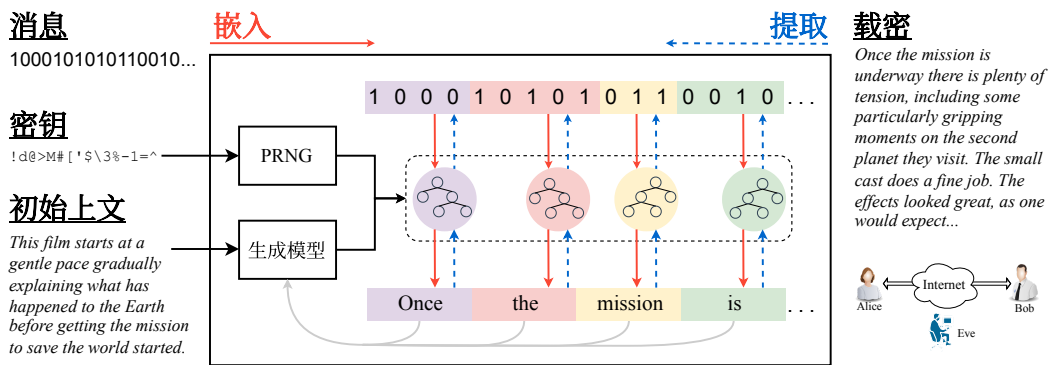 消息
1000101010110010...
密钥
!d@>M#['$\3%-1=^
初始上文
This film starts at a
gentle pace gradually
explaining what has
happened to the Earth
before getting the mission
to save the world started.
嵌入
提取
1 0 0 0 1 0 1 0 1 0 1 1 0 0 1 0 ...
PRNG
生成模型
Once the mission is ...
载密
Once the mission is
underway there is plenty of
tension, including some
particularly gripping
moments on the second
planet they visit. The small
cast does a fine job. The
effects looked great, as one
would expect...
Internet
Alice
Bob
Eve